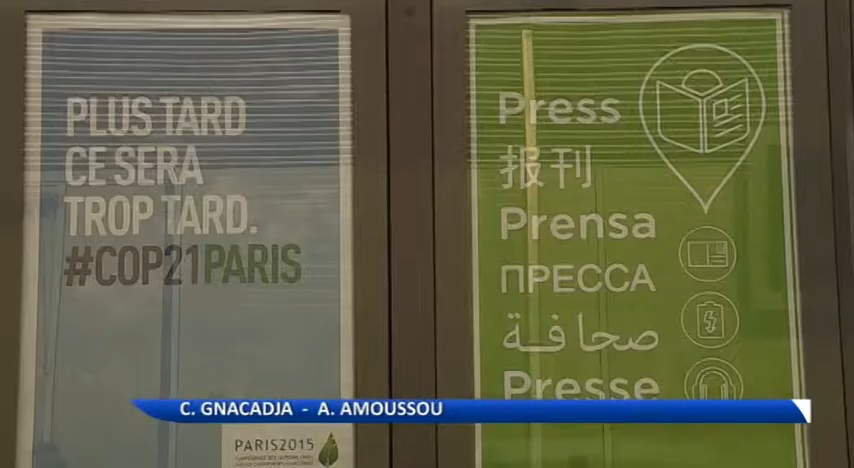 PLUS TARD
CE SERA
TROP TARD.
#COP21PARIS
Press
报刊
Prensa
ПРЕССА
صحافة
Presse
C. GNACADJA - A. AMOUSSOU
PARIS2015